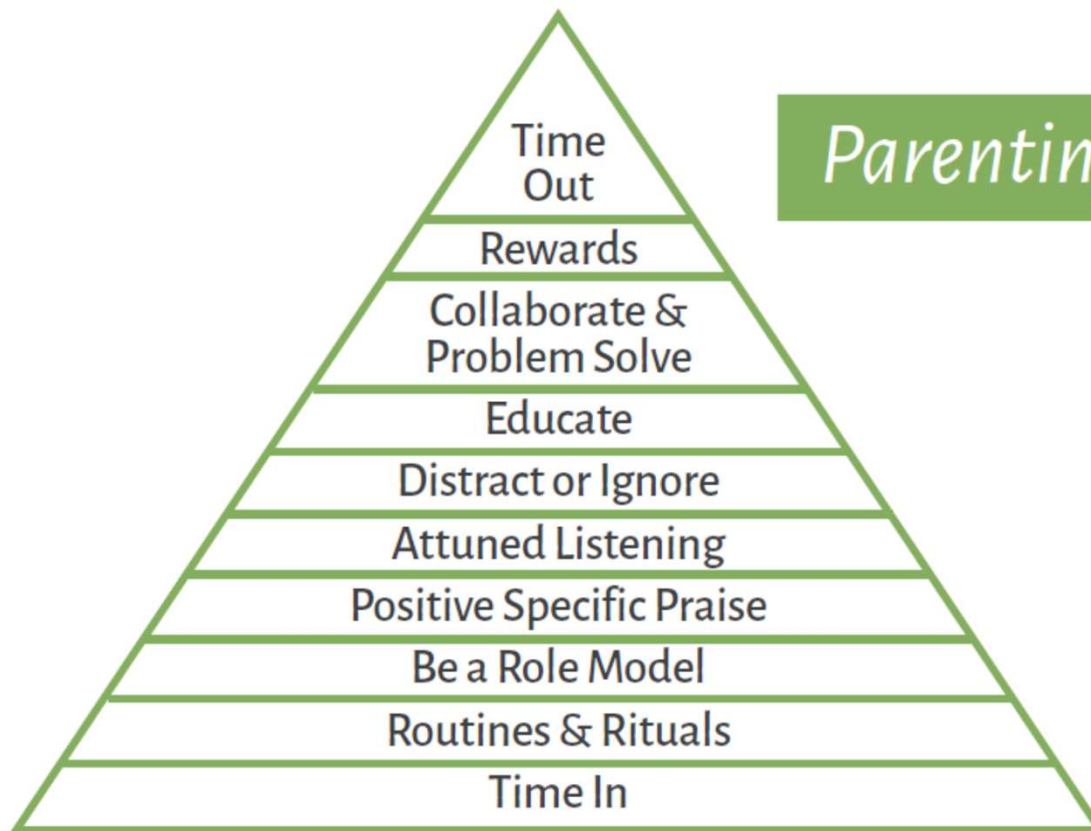 Time
Out
Parentin
Rewards
Collaborate &
Problem Solve
Educate
Distract or Ignore
Attuned Listening
Positive Specific Praise
Be a Role Model
Routines & Rituals
Time In